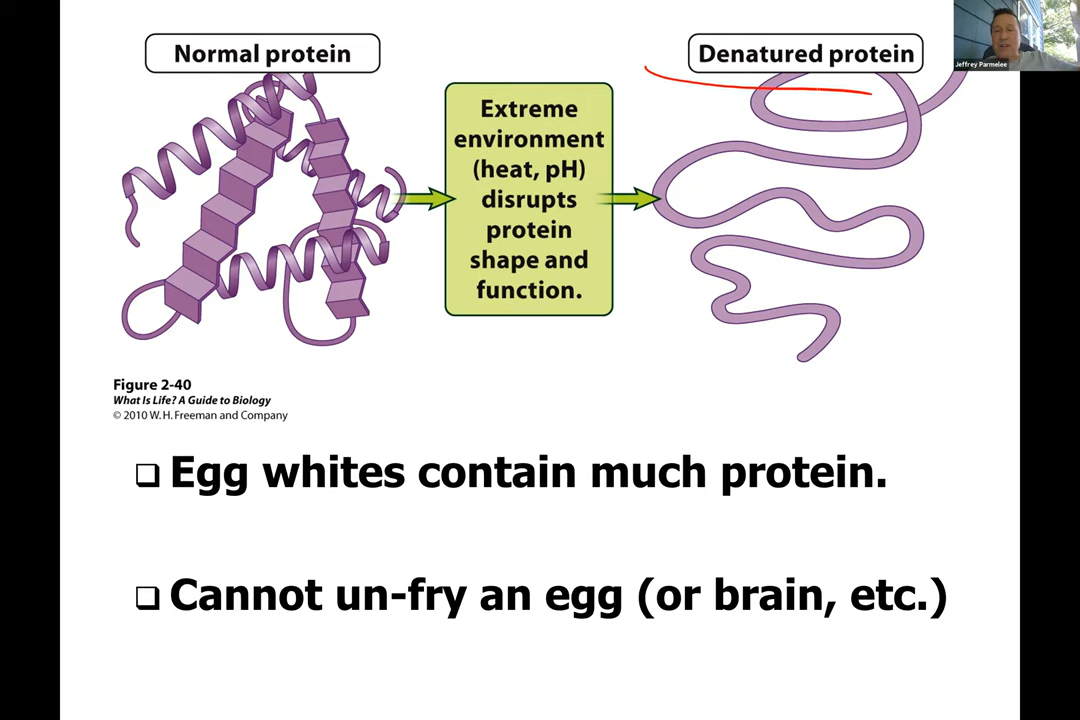 Normal protein
Denatured protein
Jeffrey Parmelee
Extreme
environment
(heat, pH)
disrupts
protein
shape and
function.
Figure 2-40
What Is Life? A Guide to Biology
© 2010 W. H. Freeman and Company
❑ Egg whites contain much protein.
❑ Cannot un-fry an egg (or brain, etc.)